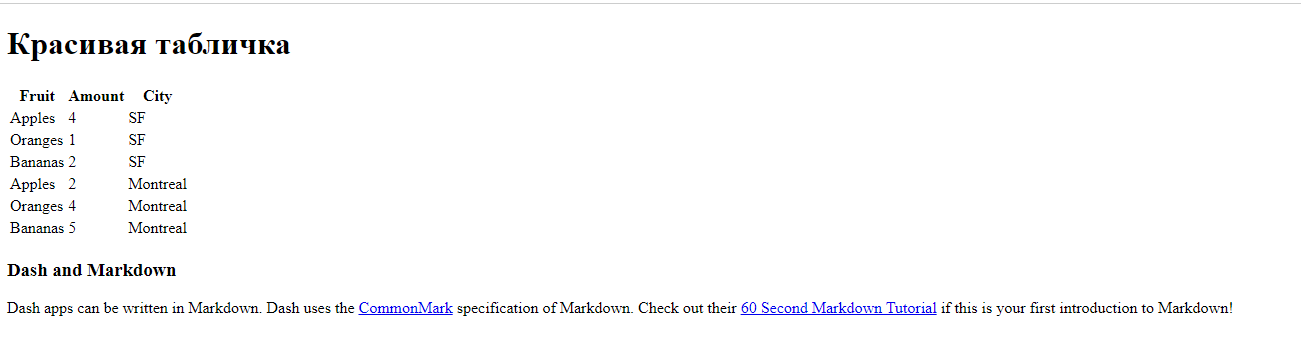 Красивая табличка
Fruit Amount City
Apples 4 SF
Oranges 1 SF
Bananas 2 SF
Apples 2 Montreal
Oranges 4 Montreal
Bananas 5 Montreal
Dash and Markdown
Dash apps can be written in Markdown. Dash uses the CommonMark specification of Markdown. Check out their 60 Second Markdown Tutorial if this is your first introduction to Markdown!